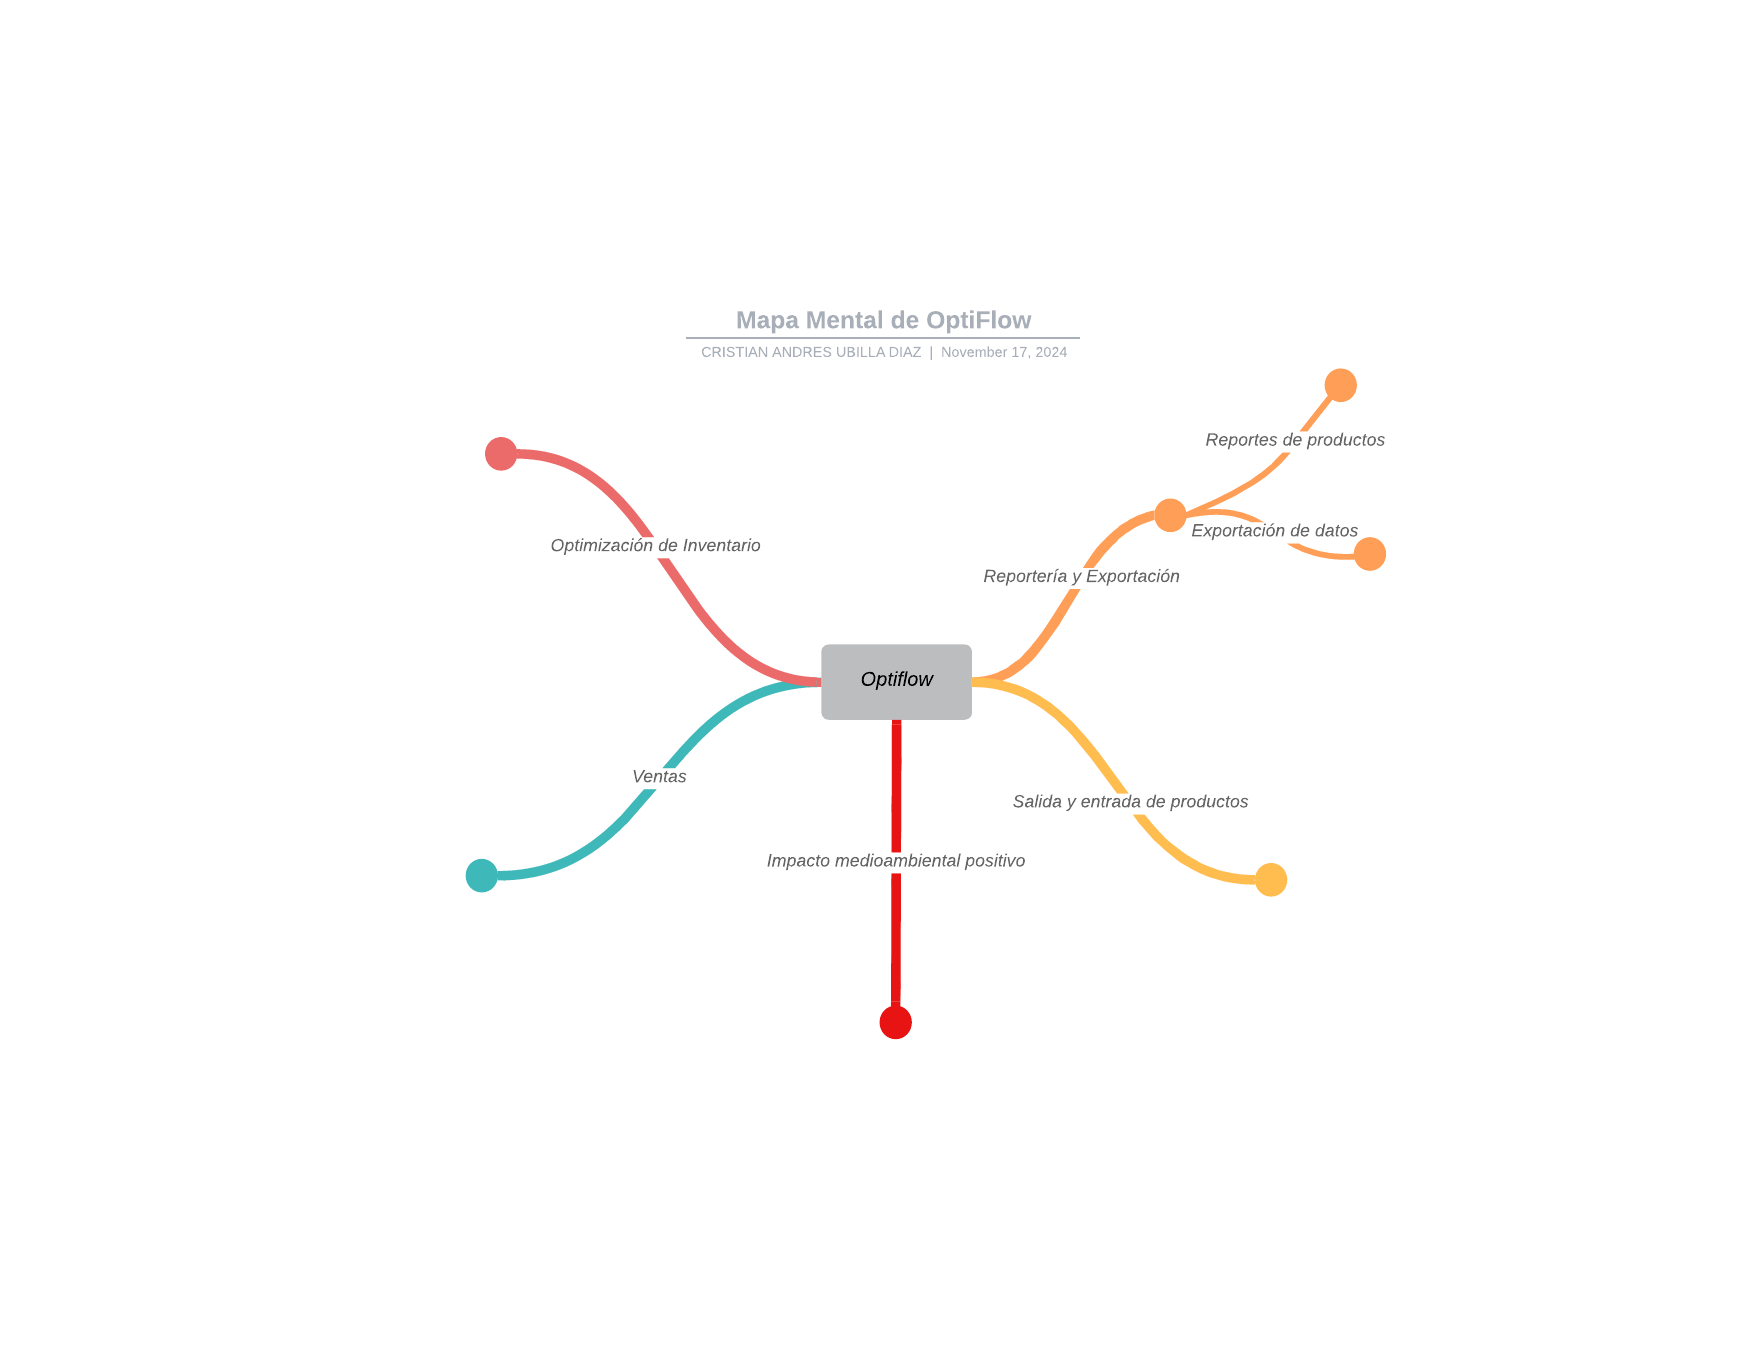 Mapa Mental de OptiFlow
CRISTIAN ANDRES UBILLA DIAZ | November 17, 2024
Reportes de productos
Exportación de datos
Optimización de Inventario
Reportería y Exportación
Optiflow
Ventas
Salida y entrada de productos
Impacto medioambiental positivo